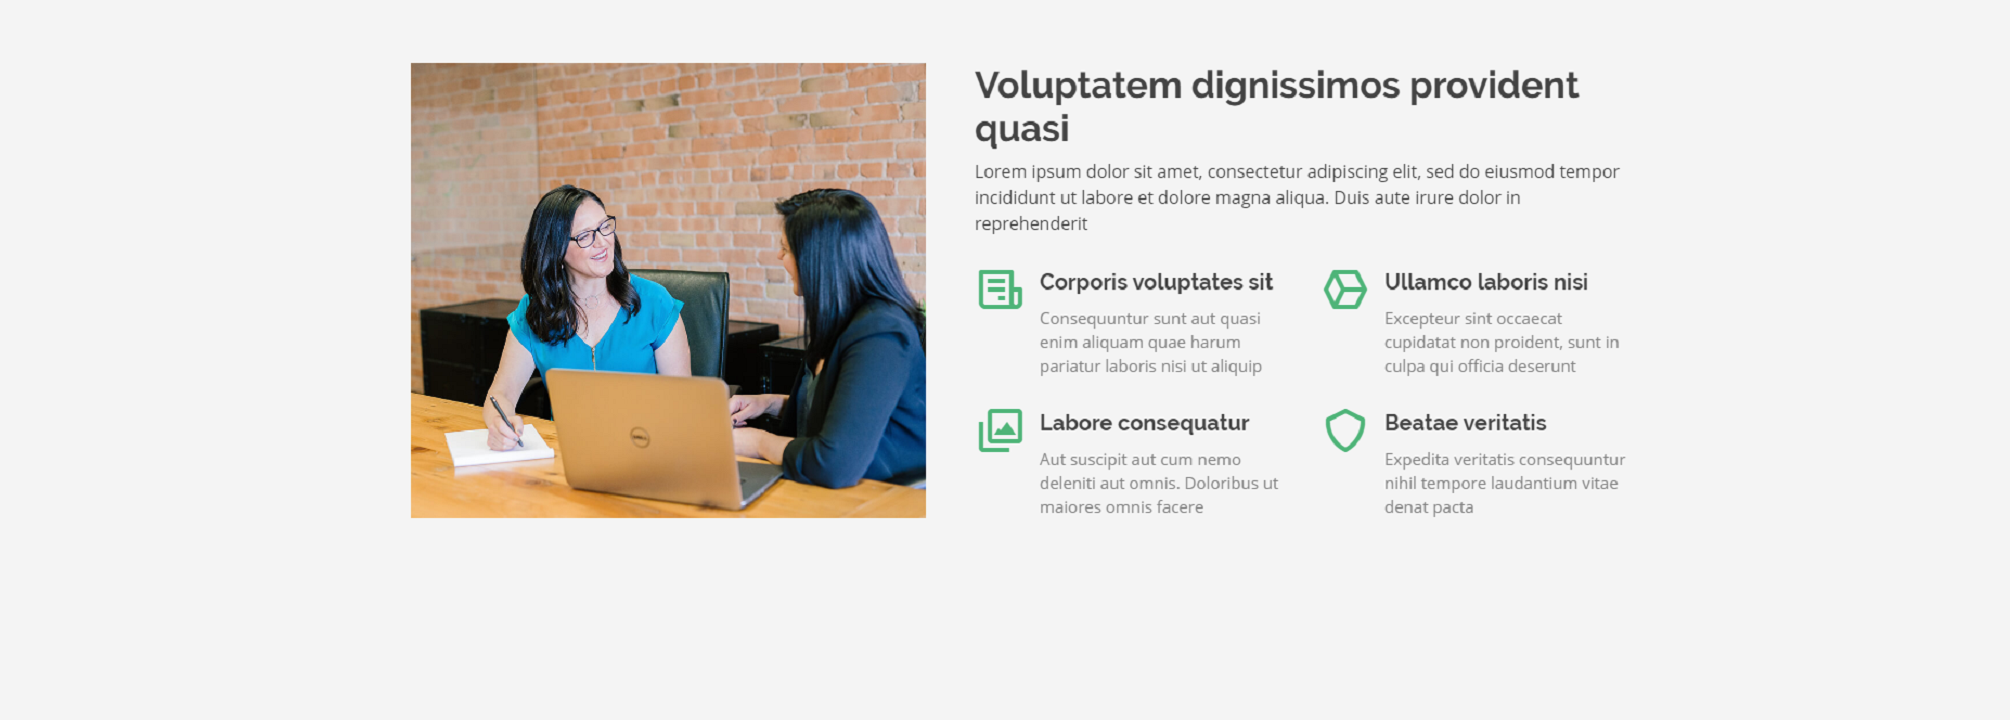 Voluptatem dignissimos provident
quasi
Lorem ipsum dolor sit amet, consectetur adipiscing elit, sed do eiusmod tempor
incididunt ut labore et dolore magna aliqua. Duis aute irure dolor in
reprehenderit
Corporis voluptates sit
Consequuntur sunt aut quasi
enim aliquam quae harum
pariatur laboris nisi ut aliquip
Ullamco laboris nisi
Excepteur sint occaecat
cupidatat non proident, sunt in
culpa qui officia deserunt
Labore consequatur
Aut suscipit aut cum nemo
deleniti aut omnis. Doloribus ut
maiores omnis facere
Beatae veritatis
Expedita veritatis consequuntur
nihil tempore laudantium vitae
denat pacta